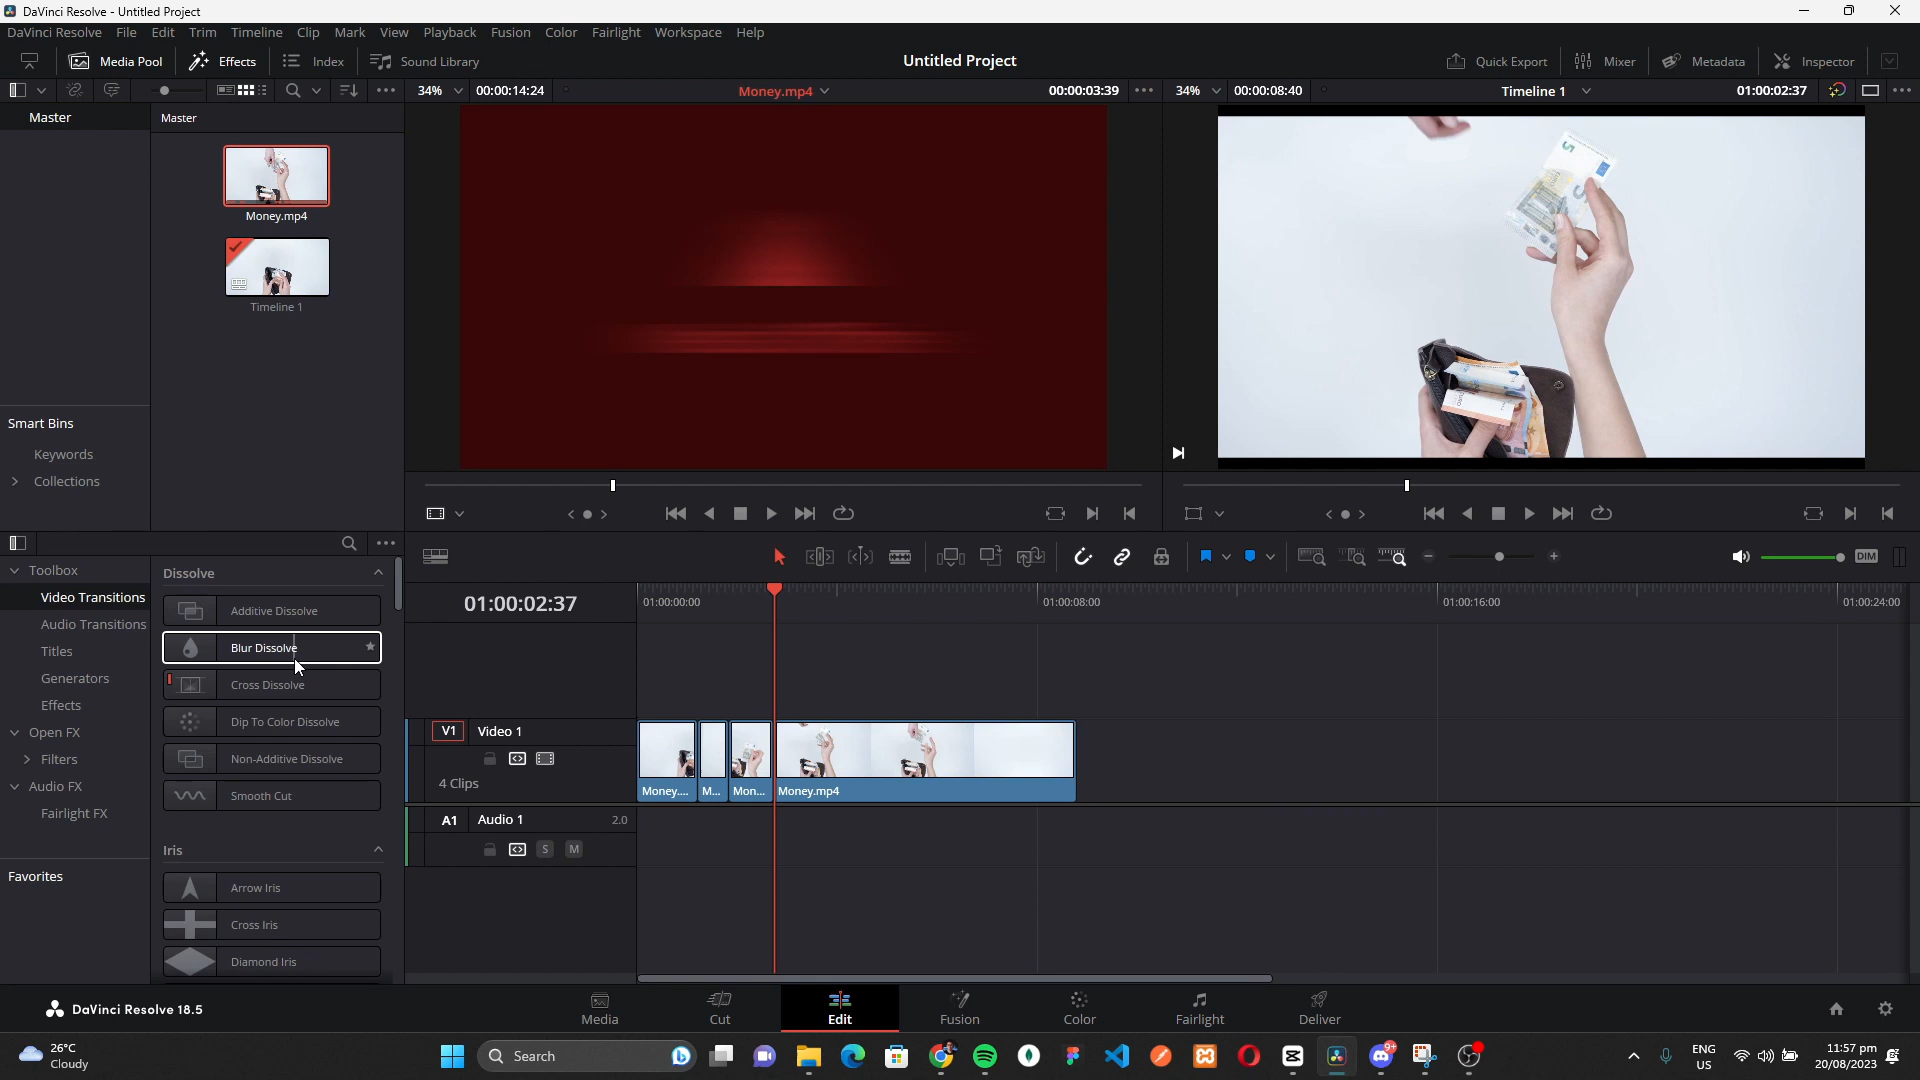 DaVinci Resolve - Untitled Project
DaVinci Resolve File Edit Trim Timeline Clip Mark View Playback Fusion Color Fairlight Workspace Help
Media Pool Effects Index Sound Library Untitled Project Quick Export Mixer Metadata Inspector
34% 00:00:14:24 Money.mp4 00:00:03:39 34% 00:00:08:40 Timeline 1 01:00:02:37
Master
Master
Money.mp4
Timeline 1
Smart Bins
Keywords
Collections
Toolbox
Video Transitions
Audio Transitions
Titles
Generators
Effects
Open FX
Filters
Audio FX
Fairlight FX
Favorites
Dissolve
Additive Dissolve
Blur Dissolve
Cross Dissolve
Dip To Color Dissolve
Non-Additive Dissolve
Smooth Cut
Iris
Arrow Iris
Cross Iris
Diamond Iris
DIM
01:00:02:37
01:00:00:00 01:00:08:00 01:00:16:00 01:00:24:00
V1 Video 1
4 Clips
Money.... M... Mon... Money.mp4
A1 Audio 1 2.0
S M
DaVinci Resolve 18.5
Media Cut Edit Fusion Color Fairlight Deliver
26°C
Cloudy
Search
9+
ENG
US
11:57 pm
20/08/2023